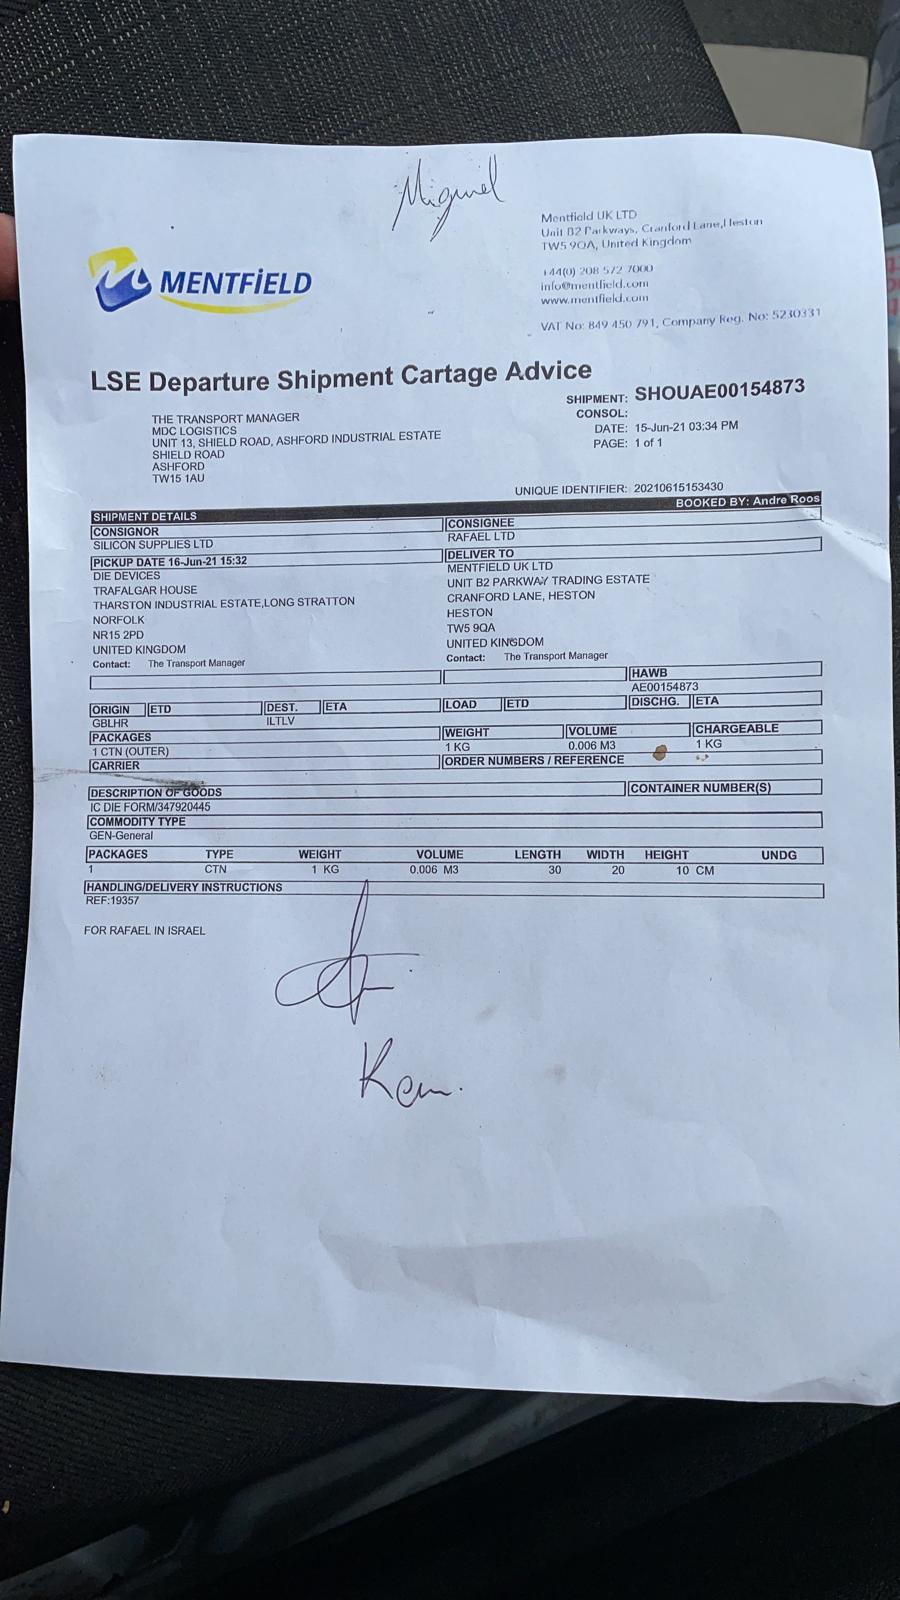 Miguel
Mentfield UK LTD
Unit B2 Parkways, Cranford Lane,Heston
TW5 9QA, United Kingdom
+44(0) 208 572 7000
info@mentfield.com
www.mentfield.com
VAT No: 849 450 791, Company Reg. No: 5230331
MENTFİELD
LSE Departure Shipment Cartage Advice
SHIPMENT: SHOUAE00154873
CONSOL:
DATE: 15-Jun-21 03:34 PM
PAGE: 1 of 1
THE TRANSPORT MANAGER
MDC LOGISTICS
UNIT 13, SHIELD ROAD, ASHFORD INDUSTRIAL ESTATE
SHIELD ROAD
ASHFORD
TW15 1AU
UNIQUE IDENTIFIER: 20210615153430
SHIPMENT DETAILS BOOKED BY: Andre Roos
CONSIGNOR
SILICON SUPPLIES LTD
PICKUP DATE 16-Jun-21 15:32
DIE DEVICES
TRAFALGAR HOUSE
THARSTON INDUSTRIAL ESTATE,LONG STRATTON
NORFOLK
NR15 2PD
UNITED KINGDOM
Contact: The Transport Manager
CONSIGNEE
RAFAEL LTD
DELIVER TO
MENTFIELD UK LTD
UNIT B2 PARKWAY TRADING ESTATE
CRANFORD LANE, HESTON
HESTON
TW5 9QA
UNITED KINGDOM
Contact: The Transport Manager
HAWB
AE00154873
ORIGIN ETD DEST. ETA LOAD ETD DISCHG. ETA
GBLHR ILTLV
PACKAGES WEIGHT VOLUME CHARGEABLE
1 CTN (OUTER) 1 KG 0.006 M3 1 KG
CARRIER ORDER NUMBERS / REFERENCE
DESCRIPTION OF GOODS CONTAINER NUMBER(S)
IC DIE FORM/347920445
COMMODITY TYPE
GEN-General
PACKAGES TYPE WEIGHT VOLUME LENGTH WIDTH HEIGHT UNDG
1 CTN 1 KG 0.006 M3 30 20 10 CM
HANDLING/DELIVERY INSTRUCTIONS
REF:19357
FOR RAFAEL IN ISRAEL